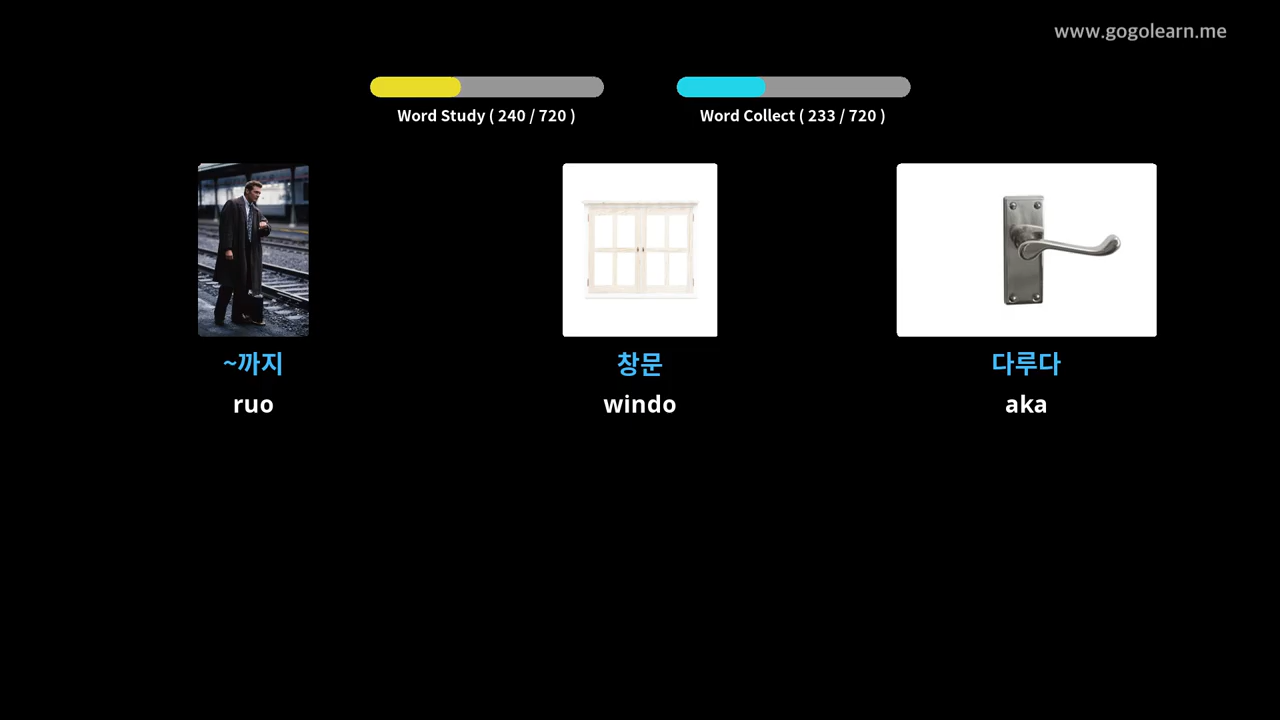 www.gogolearn.me
Word Study ( 240 / 720 )
Word Collect ( 233 / 720 )
~까지
창문
다루다
ruo
windo
aka